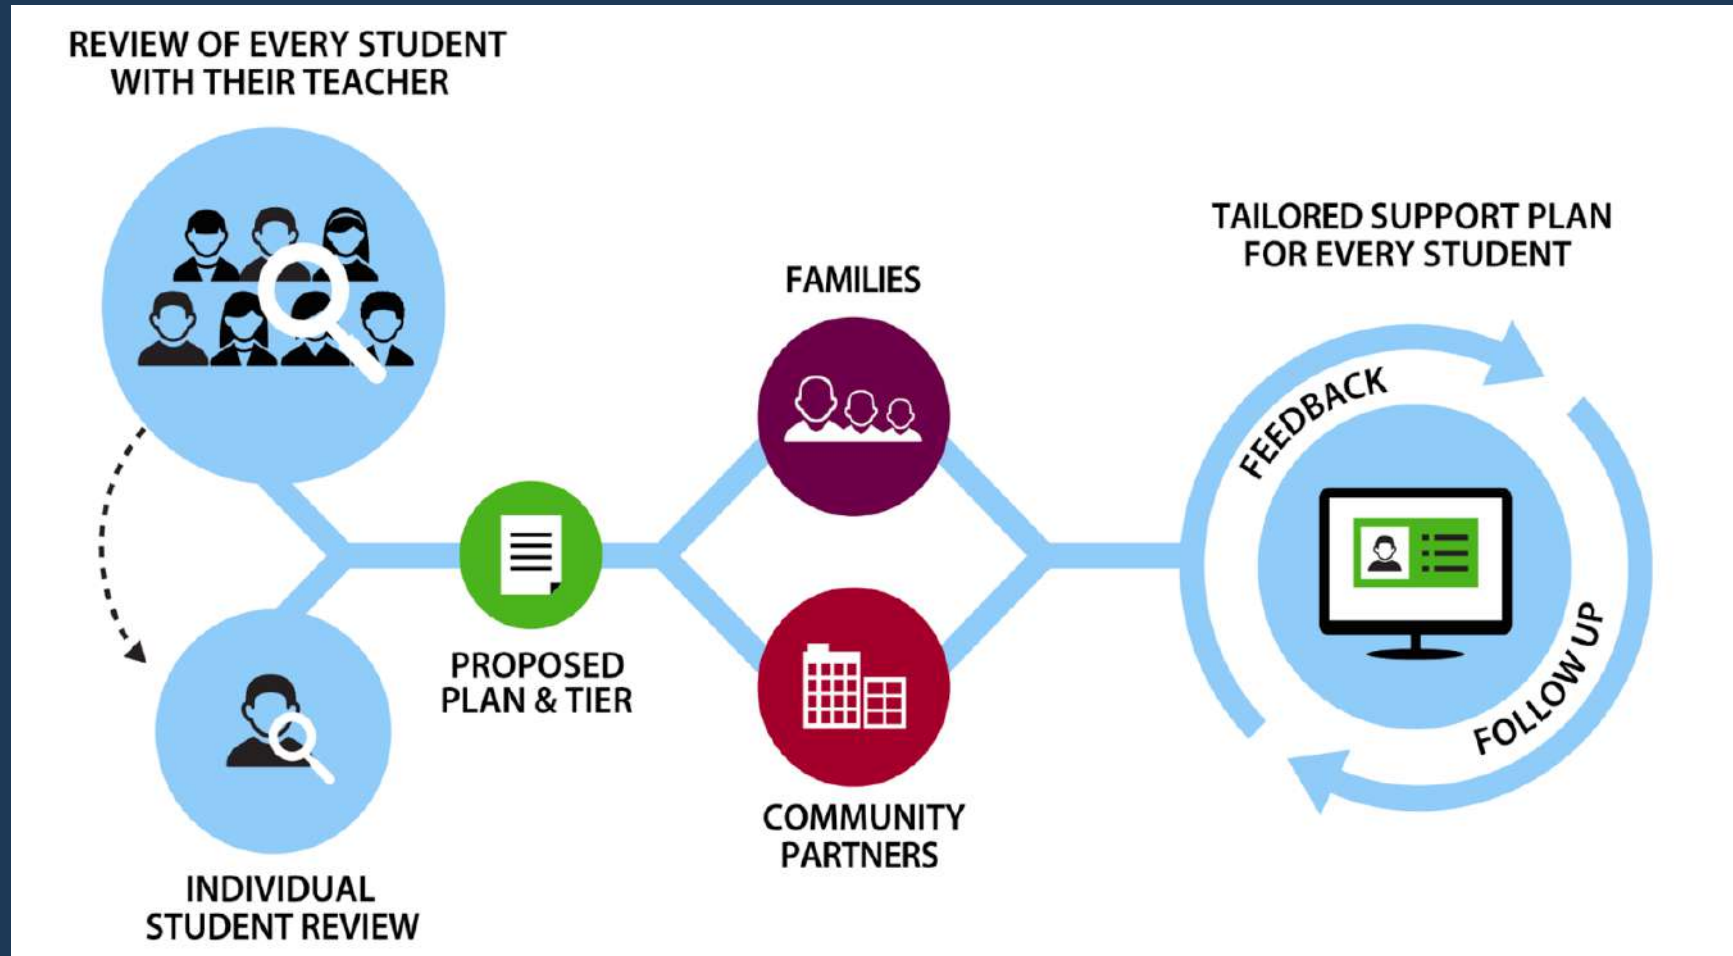 REVIEW OF EVERY STUDENT
WITH THEIR TEACHER
INDIVIDUAL
STUDENT REVIEW
PROPOSED
PLAN & TIER
FAMILIES
COMMUNITY
PARTNERS
TAILORED SUPPORT PLAN
FOR EVERY STUDENT
FEEDBACK
FOLLOW UP